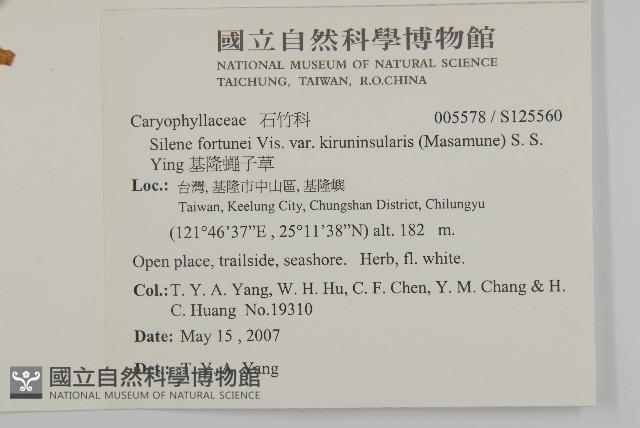 國立自然科學博物館
NATIONAL MUSEUM OF NATURAL SCIENCE
TAICHUNG, TAIWAN, R.O.CHINA
Caryophyllaceae 石竹科 005578 / S125560
Silene fortunei Vis. var. kiruninsularis (Masamune) S. S.
Ying 基隆蠅子草
Loc.: 台灣, 基隆市中山區, 基隆嶼
Taiwan, Keelung City, Chungshan District, Chilungyu
(121°46’37”E , 25°11’38”N) alt. 182 m.
Open place, trailside, seashore. Herb, fl. white.
Col.: T. Y. A. Yang, W. H. Hu, C. F. Chen, Y. M. Chang & H.
C. Huang No.19310
Date: May 15 , 2007
Det.: T. Y. A. Yang
國立自然科學博物館
NATIONAL MUSEUM OF NATURAL SCIENCE